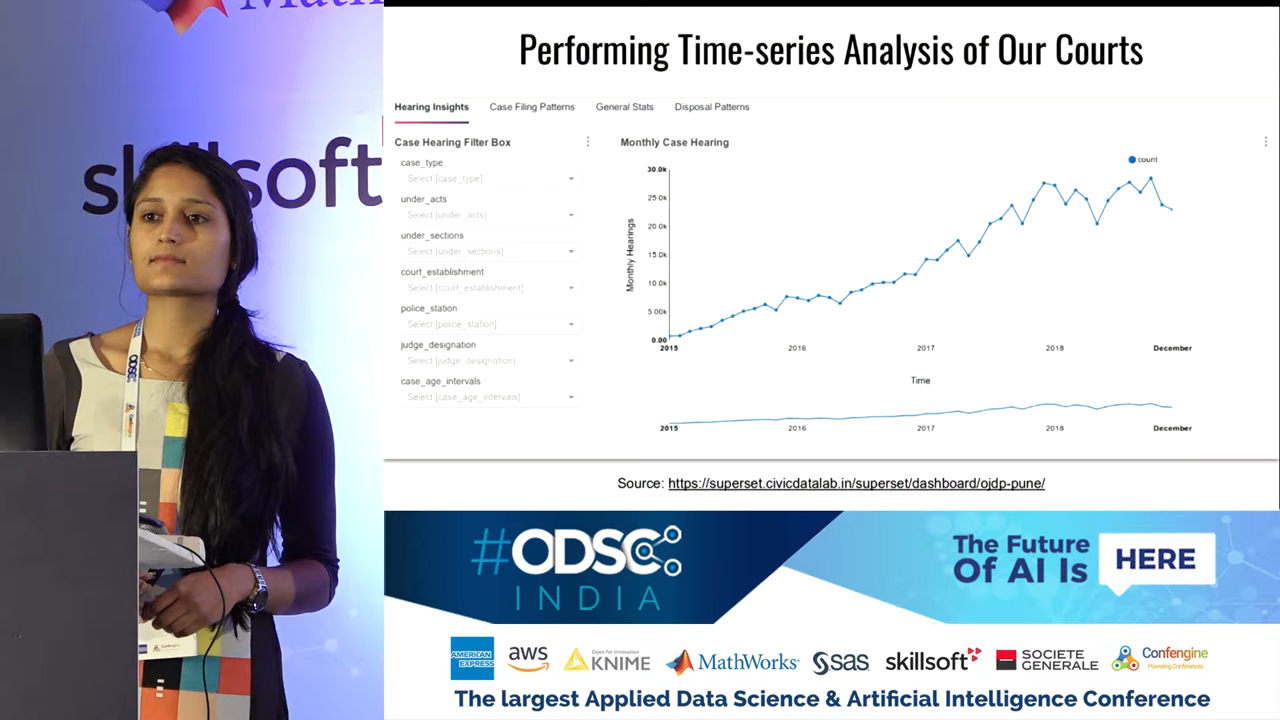 skillsoft
ODSC
Performing Time-series Analysis of Our Courts
Hearing Insights Case Filing Patterns General Stats Disposal Patterns
Case Hearing Filter Box
case_type
Select [case_type]
under_acts
Select [under_acts]
under_sections
Select [under_sections]
court_establishment
Select [court_establishment]
police_station
Select [police_station]
judge_designation
Select [judge_designation]
case_age_intervals
Select [case_age_intervals]
Monthly Case Hearing
count
Monthly Hearings
30.0k
25.0k
20.0k
15.0k
10.0k
5.00k
0.00
2015 2016 2017 2018 December
Time
2015 2016 2017 2018 December
Source: https://superset.civicdatalab.in/superset/dashboard/ojdp-pune/
#ODSC
INDIA
The Future
Of AI Is HERE
AMERICAN
EXPRESS
aws
Open for Innovation
KNIME
MathWorks
sas
skillsoft
SOCIETE
GENERALE
Confengine
Powering Conferences
The largest Applied Data Science & Artificial Intelligence Conference